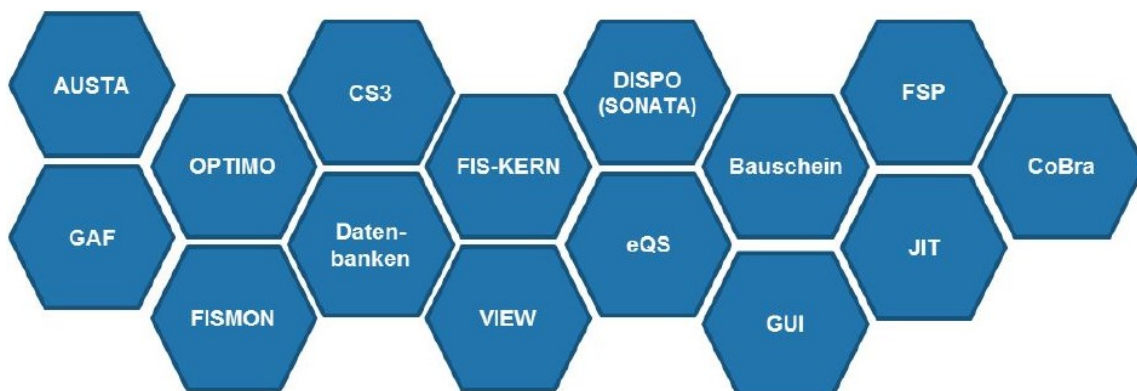 AUSTA
GAF
OPTIMO
FISMON
CS3
Daten-
banken
FIS-KERN
VIEW
DISPO
(SONATA)
eQS
Bauschein
GUI
FSP
JIT
CoBra